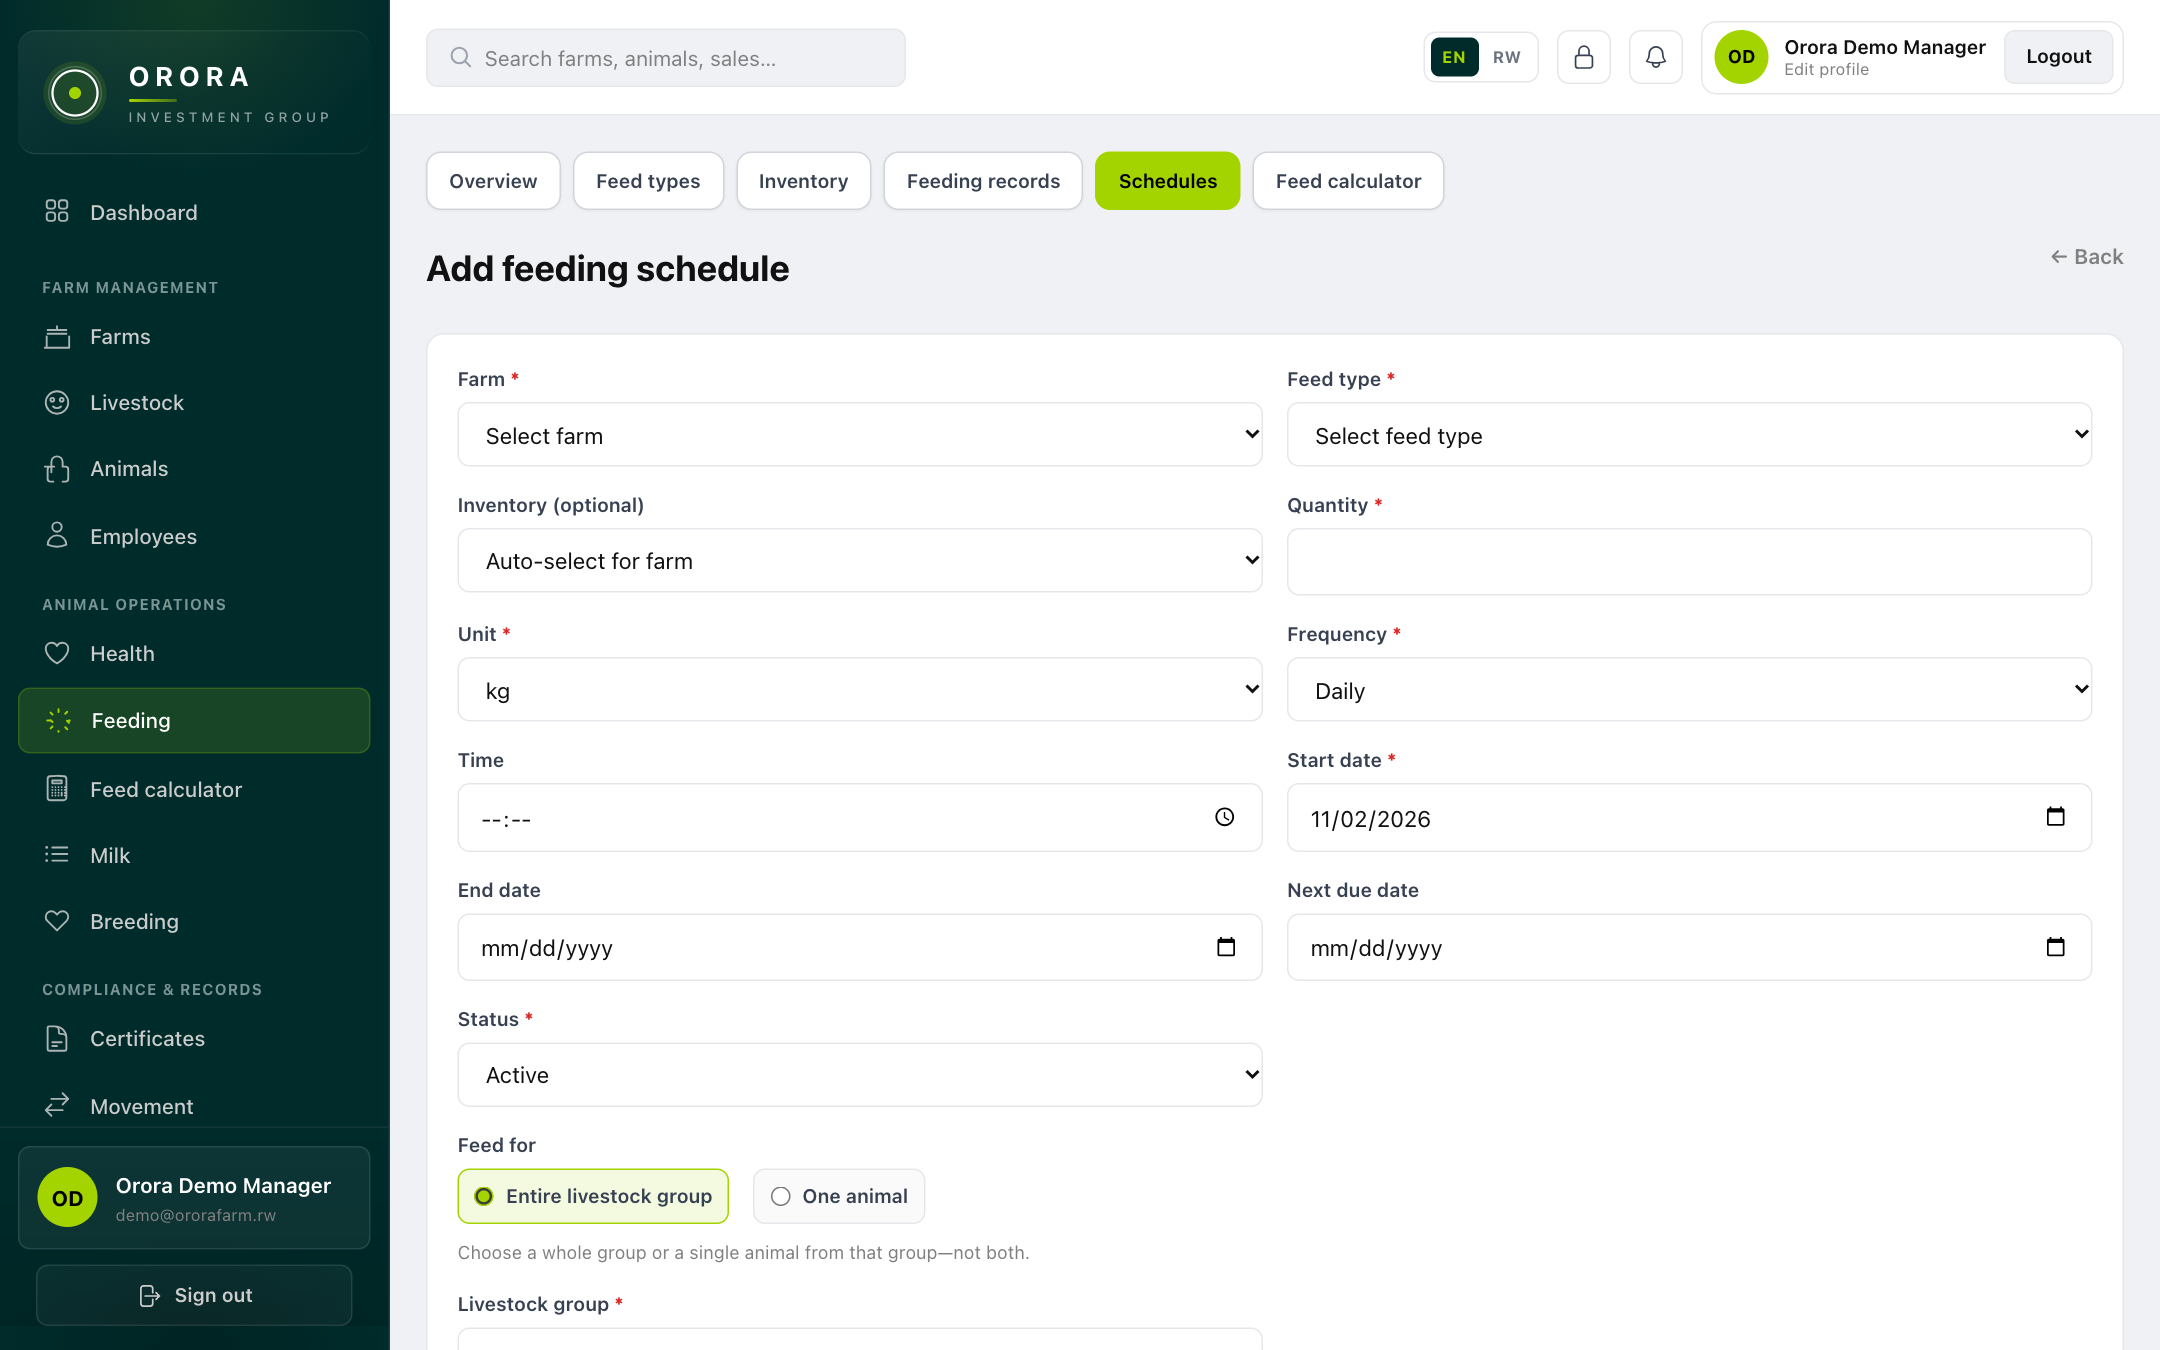 ORORA
INVESTMENT GROUP
Dashboard
FARM MANAGEMENT
Farms
Livestock
Animals
Employees
ANIMAL OPERATIONS
Health
Feeding
Feed calculator
Milk
Breeding
COMPLIANCE & RECORDS
Certificates
Movement
OD
Orora Demo Manager
demo@ororafarm.rw
Sign out
Search farms, animals, sales...
EN RW
OD
Orora Demo Manager
Edit profile
Logout
Overview Feed types Inventory Feeding records Schedules Feed calculator
Add feeding schedule
← Back
Farm * Feed type *
Select farm Select feed type
Inventory (optional) Quantity *
Auto-select for farm
Unit * Frequency *
kg Daily
Time Start date *
--:-- 11/02/2026
End date Next due date
mm/dd/yyyy mm/dd/yyyy
Status *
Active
Feed for
Entire livestock group One animal
Choose a whole group or a single animal from that group—not both.
Livestock group *